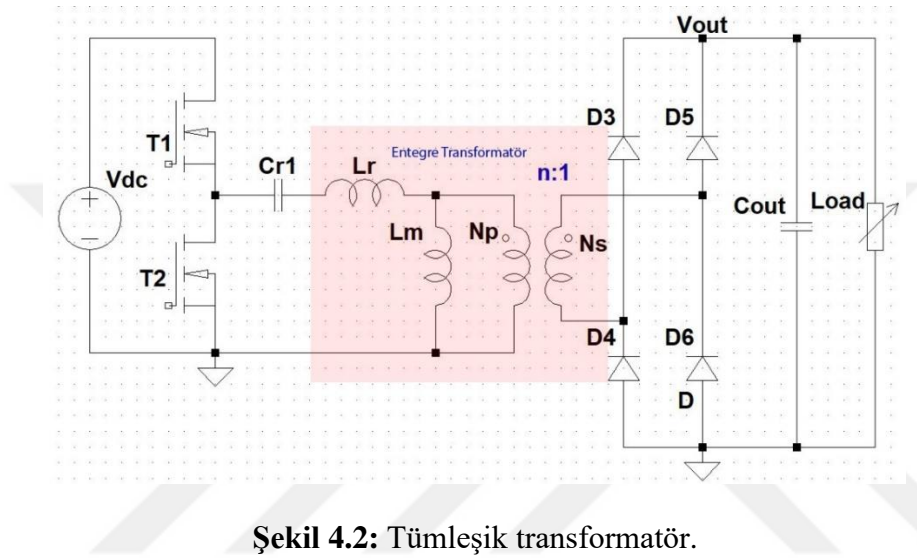 Vout
D3 D5
T1
Entegre Transformatör
Vdc
Cr1 Lr
n:1
Cout Load
Lm Np Ns
T2
D4 D6
D
Şekil 4.2: Tümleşik transformatör.